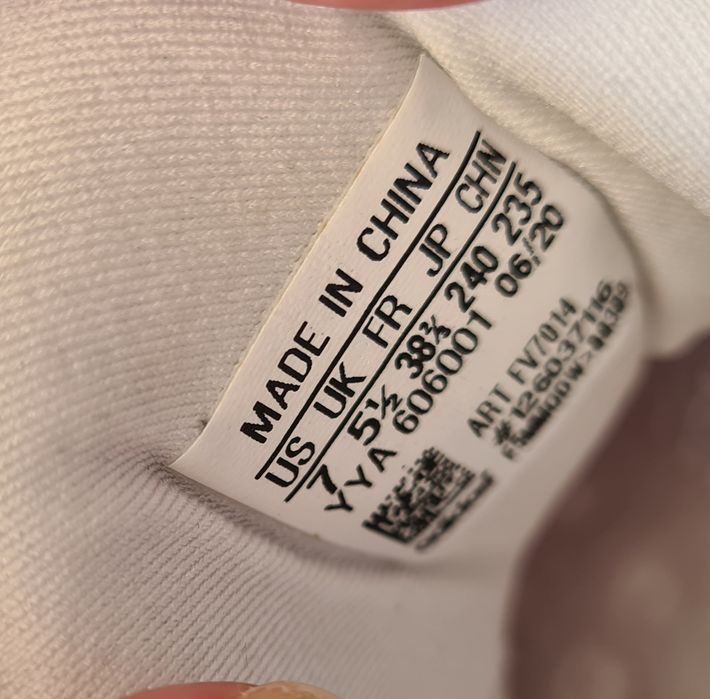 MADE IN CHINA
US UK FR JP CHN
7 5½ 38⅔ 240 235
YYA 606001 06/20
ART FV7014
#126037116